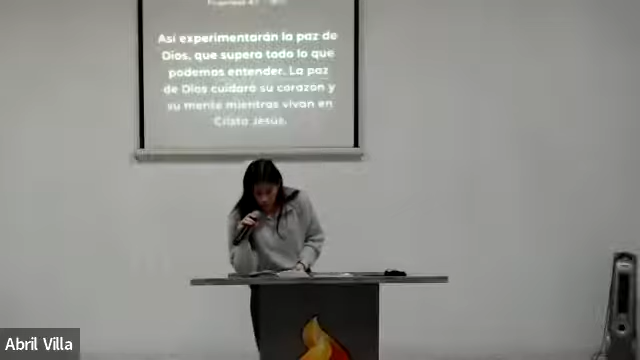 Así experimentarán la paz de
Dios, que supera todo lo que
podemos entender. La paz
de Dios cuidará su corazón y
su mente mientras vivan en
Cristo Jesús.
Abril Villa